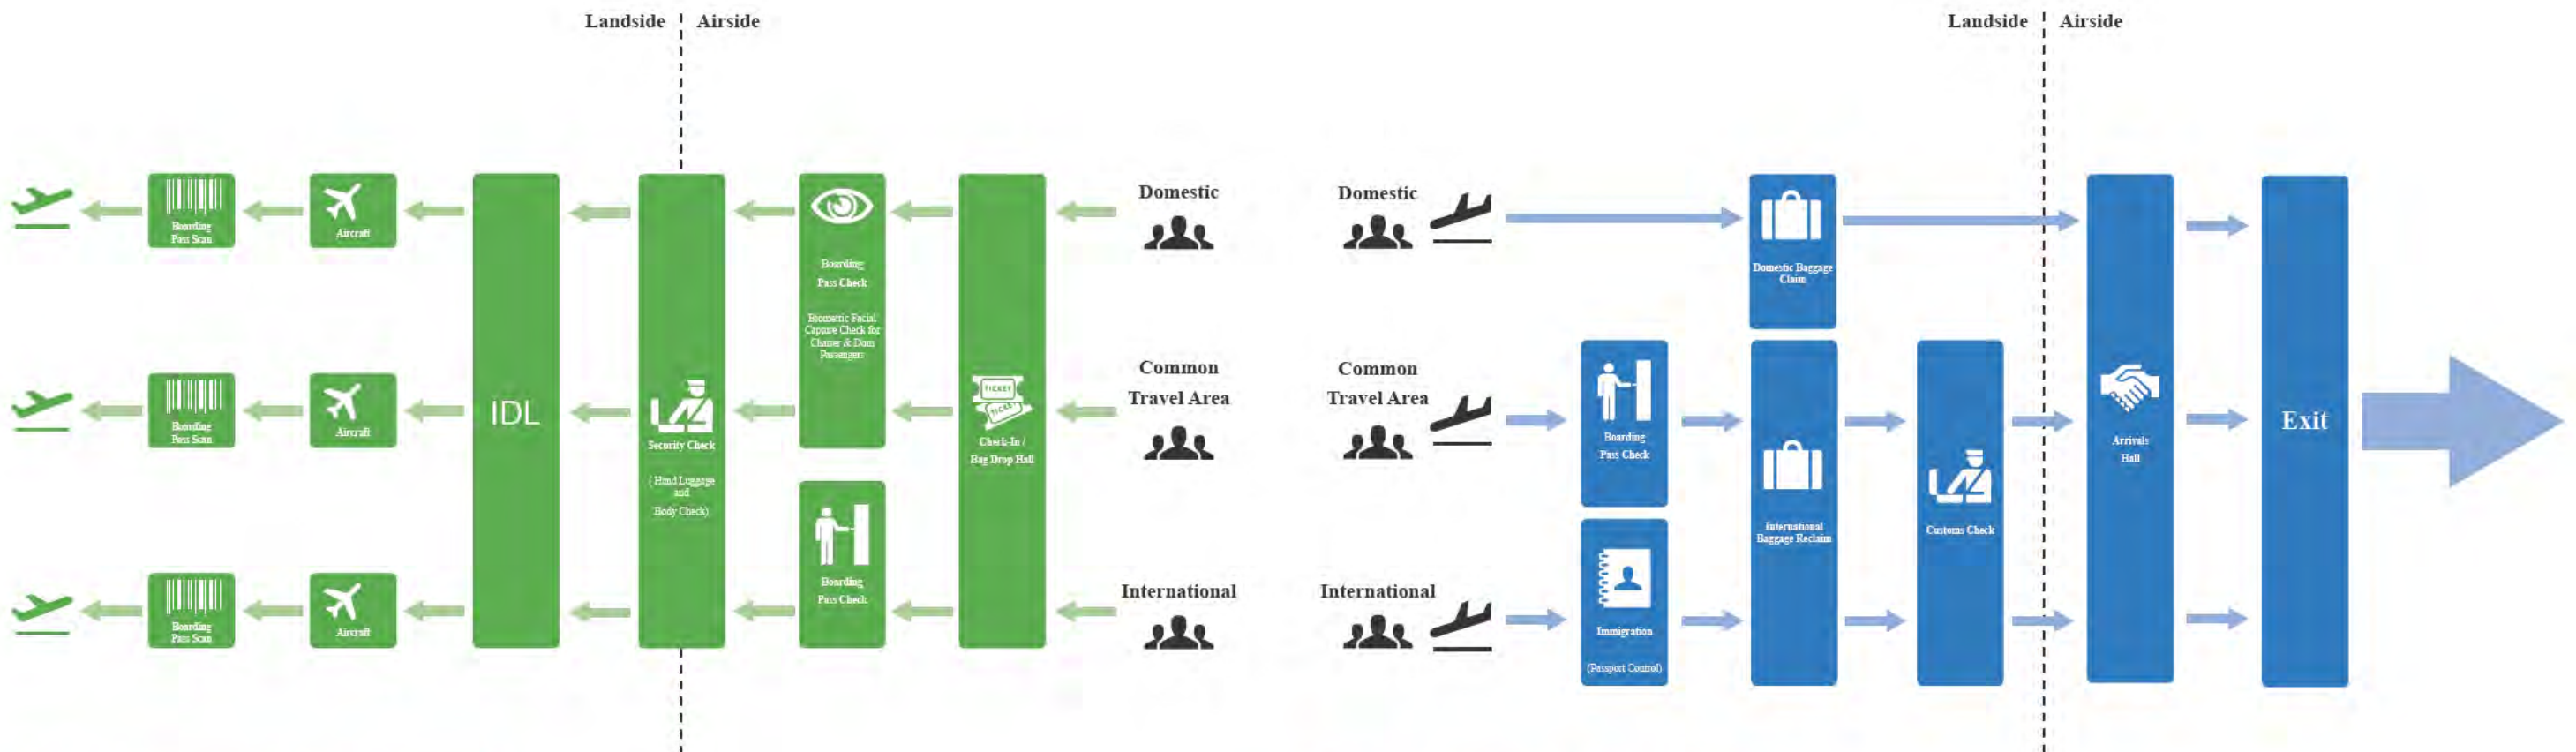 Landside Airside
Landside Airside
Boarding
Pass Scan
Aircraft
Boarding
Pass Scan
Aircraft
Boarding
Pass Scan
Aircraft
IDL
Security Check
( Hand Luggage
and
Body Check)
Boarding
Pass Check
Biometric Facial
Capture Check for
Charter & Dom
Passengers
Boarding
Pass Check
TICKET
TICKET
Check-In /
Bag Drop Hall
Domestic
Common
Travel Area
International
Domestic
Common
Travel Area
International
Boarding
Pass Check
Immigration
(Passport Control)
Domestic Baggage
Claim
International
Baggage Reclaim
Customs Check
Arrivals
Hall
Exit